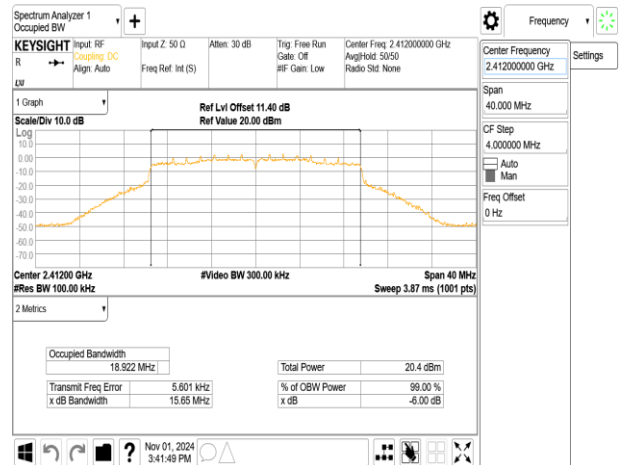 Spectrum Analyzer 1
Occupied BW
+
Frequency
KEYSIGHT
R
Input: RF
Coupling: DC
Align: Auto
Input Z: 50 Ω
Freq Ref: Int (S)
Atten: 30 dB
Trig: Free Run
Gate: Off
#IF Gain: Low
Center Freq: 2.412000000 GHz
Avg|Hold: 50/50
Radio Std: None
Center Frequency
2.412000000 GHz
Settings
Span
40.000 MHz
CF Step
4.000000 MHz
Auto
Man
Freq Offset
0 Hz
1 Graph
Scale/Div 10.0 dB
Ref Lvl Offset 11.40 dB
Ref Value 20.00 dBm
Log
10.0
0.00
-10.0
-20.0
-30.0
-40.0
-50.0
-60.0
-70.0
Center 2.41200 GHz
#Res BW 100.00 kHz
#Video BW 300.00 kHz
Span 40 MHz
Sweep 3.87 ms (1001 pts)
2 Metrics
Occupied Bandwidth
18.922 MHz
Transmit Freq Error 5.601 kHz
x dB Bandwidth 15.65 MHz
Total Power 20.4 dBm
% of OBW Power 99.00 %
x dB -6.00 dB
?
Nov 01, 2024
3:41:49 PM